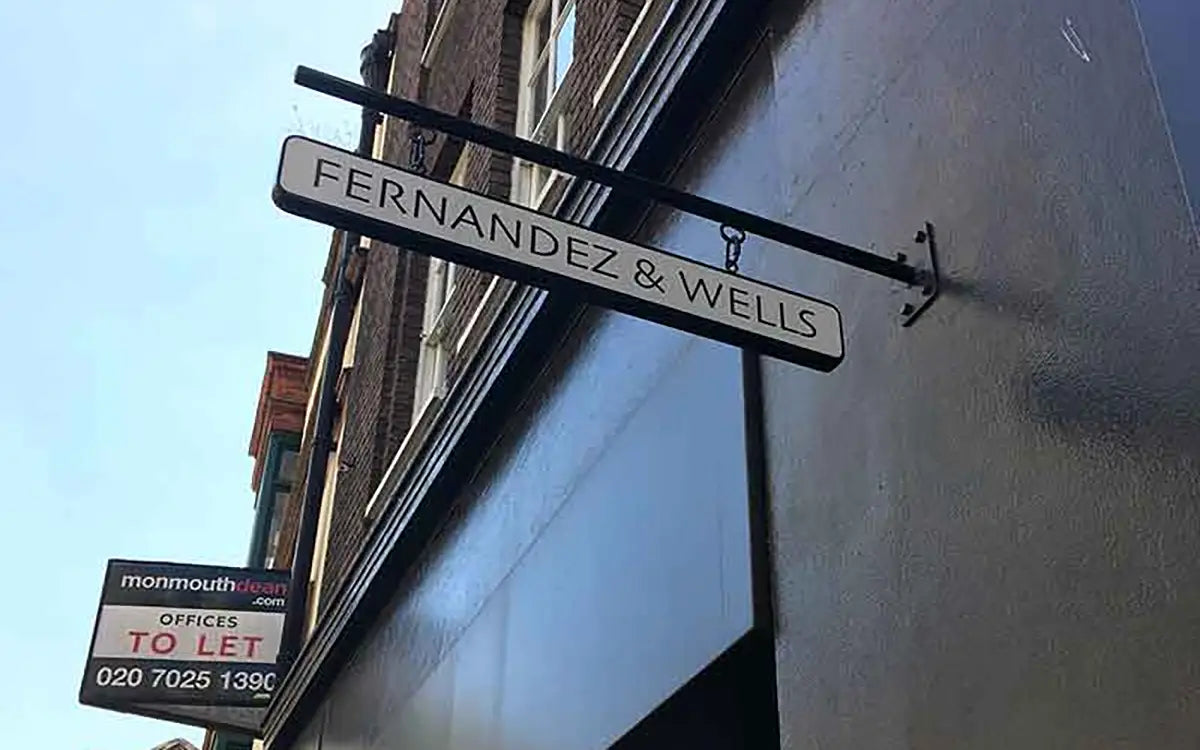 FERNANDEZ & WELLS
monmouthdean
.com
OFFICES
TO LET
020 7025 1390